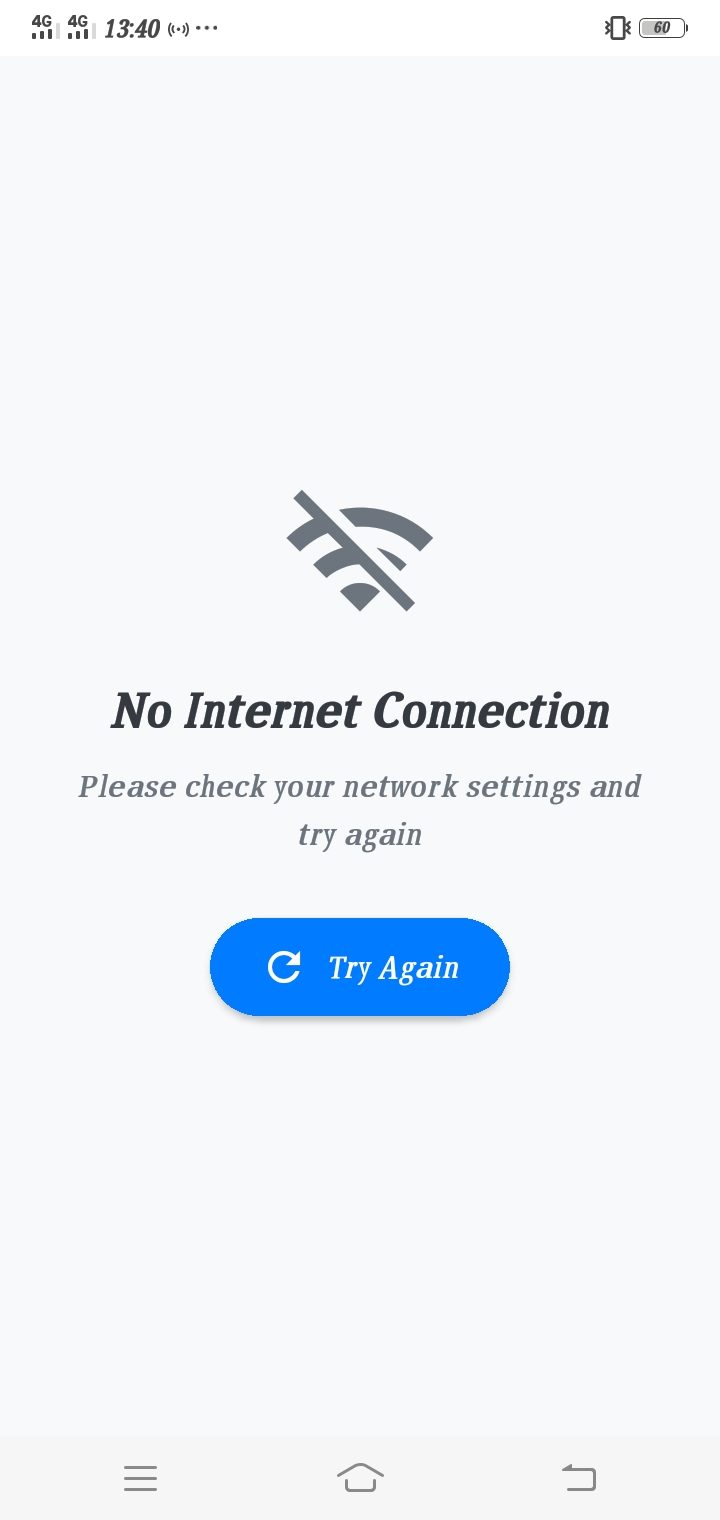 4G 4G 13:40 60
No Internet Connection
Please check your network settings and
try again
Try Again